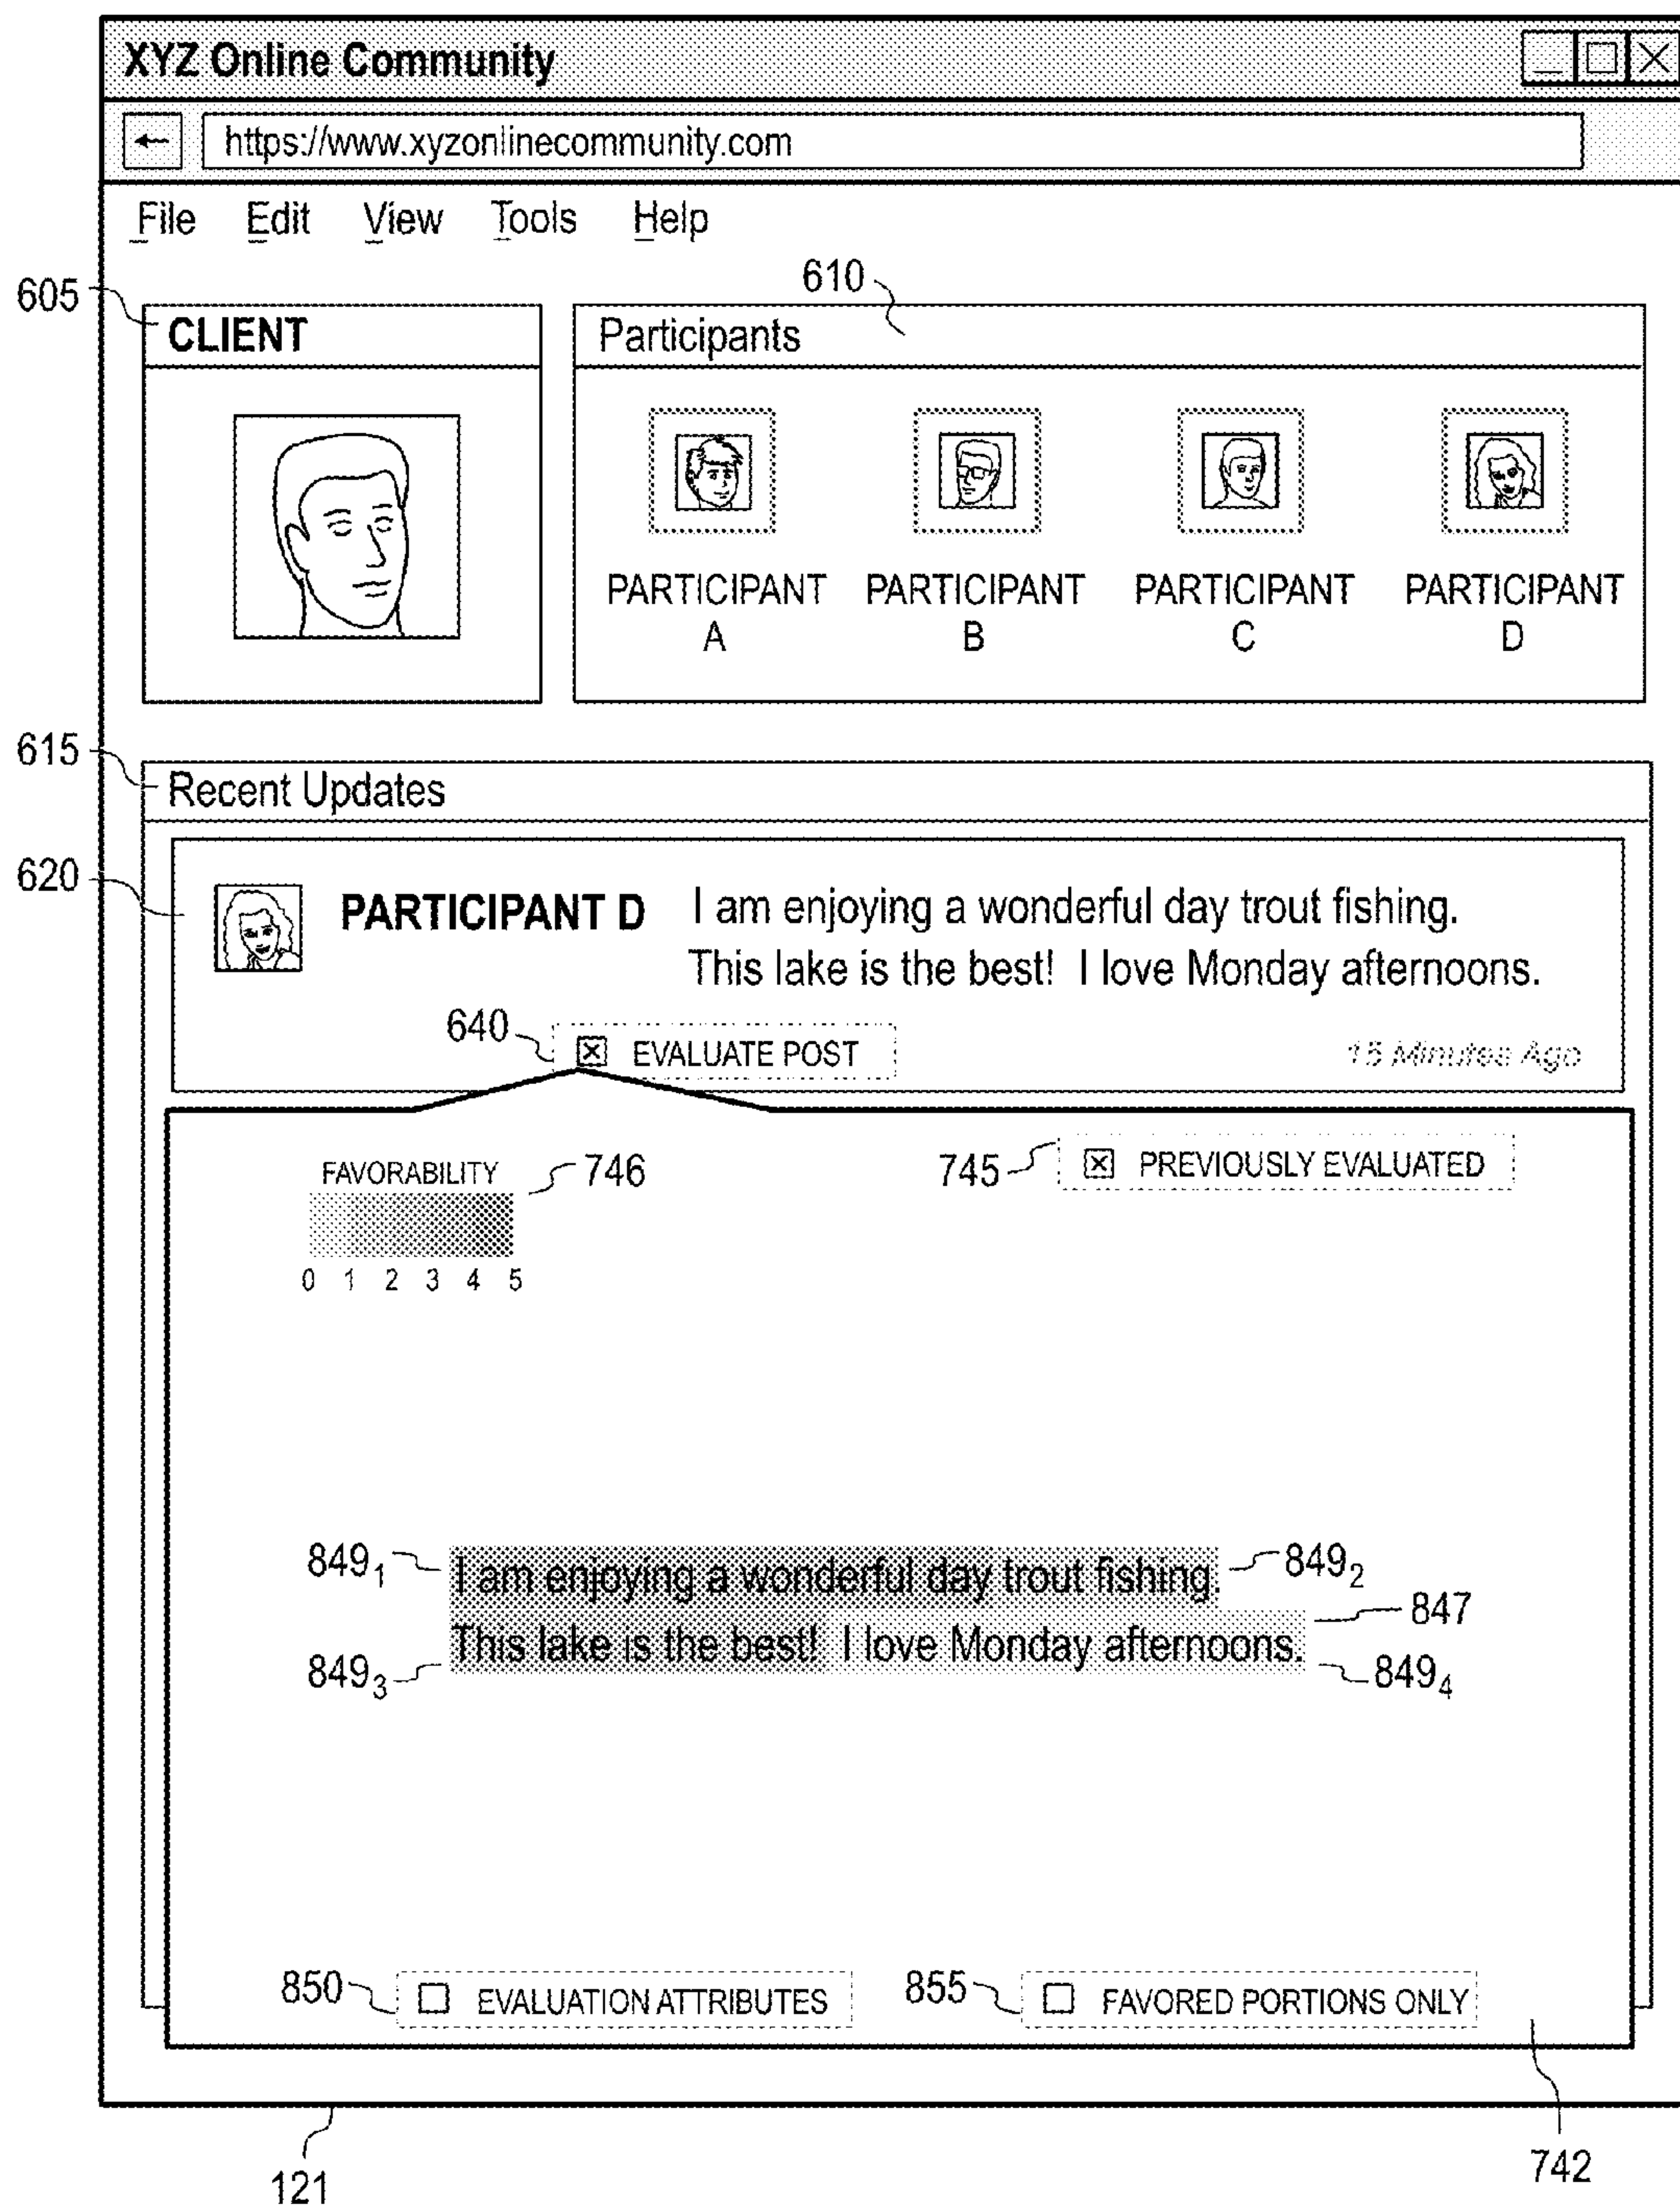 XYZ Online Community
https://www.xyzonlinecommunity.com
File Edit View Tools Help
605
610
CLIENT
Participants
PARTICIPANT A
PARTICIPANT B
PARTICIPANT C
PARTICIPANT D
615
Recent Updates
620
PARTICIPANT D
I am enjoying a wonderful day trout fishing.
This lake is the best! I love Monday afternoons.
640
EVALUATE POST
15 Minutes Ago
FAVORABILITY
746
745
PREVIOUSLY EVALUATED
0 1 2 3 4 5
849₁
I am enjoying a wonderful day trout fishing.
849₂
847
This lake is the best! I love Monday afternoons.
849₃
849₄
850
EVALUATION ATTRIBUTES
855
FAVORED PORTIONS ONLY
121
742